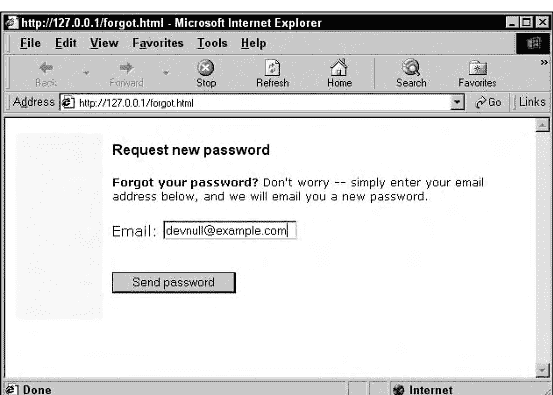 http://127.0.0.1/forgot.html - Microsoft Internet Explorer
File Edit View Favorites Tools Help
Back Forward Stop Refresh Home Search Favorites »
Address http://127.0.0.1/forgot.html Go Links
Request new password
Forgot your password? Don't worry -- simply enter your email
address below, and we will email you a new password.
Email: devnull@example.com
Send password
Done Internet